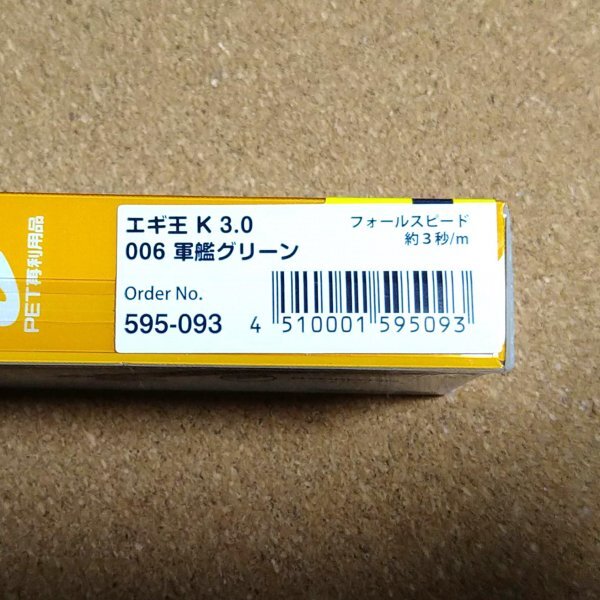 エギ王 K 3.0
006 軍艦グリーン
フォールスピード
約3秒/m
Order No.
595-093
4 510001 595093
PET再利用品